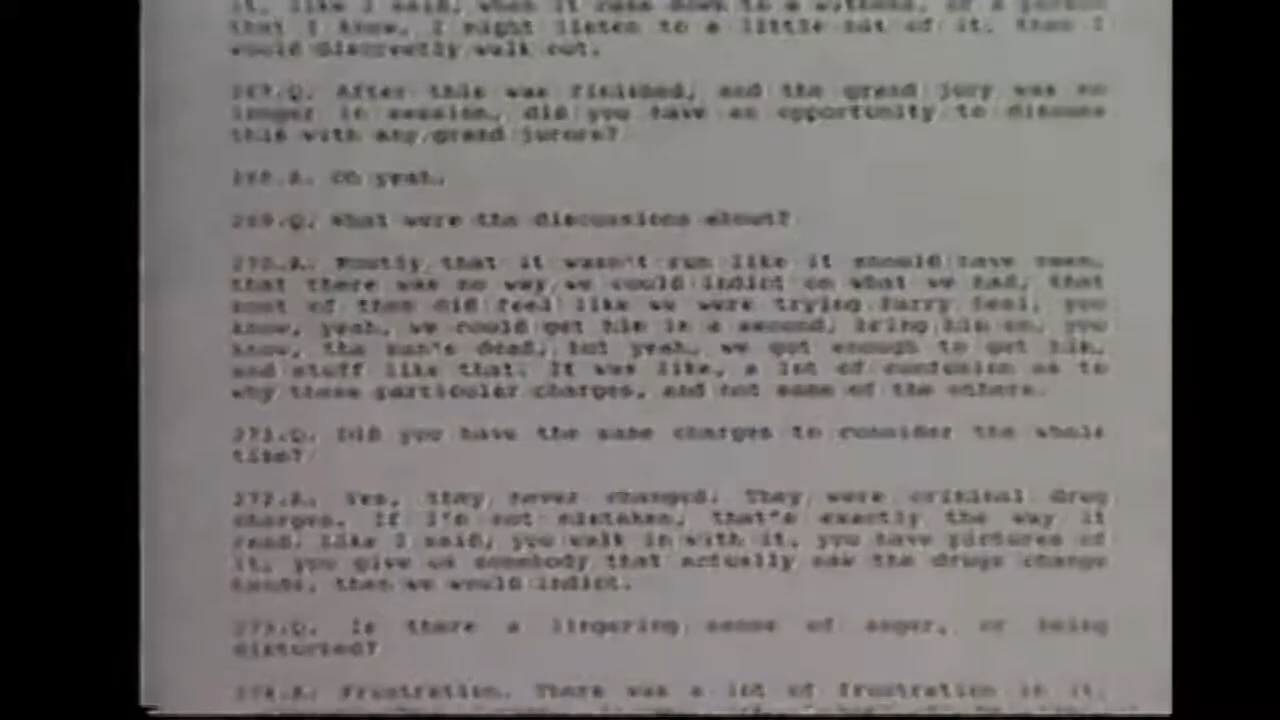 it, like I said, when it came down to a witness, or a person
that I knew, I might listen to a little out of it, then I
would discreetly walk out.
267.Q. After this was finished, and the grand jury was no
longer in session, did you have an opportunity to discuss
this with any grand jurors?
268.A. Oh yeah.
269.Q. What were the discussions about?
270.A. Mostly that it wasn't run like it should have been,
that there was no way we could indict on what we had, that
most of them did feel like we were trying Barry Seal, you
know, yeah, we could get him in a second, bring him on, you
know, the man's dead, but yeah, we got enough to get him,
and stuff like that. It was like, a lot of confusion as to
why these particular charges, and not some of the others.
271.Q. Did you have the same charges to consider the whole
time?
272.A. Yes, they never changed. They were criminal drug
charges. If I'm not mistaken, that's exactly the way it
read. Like I said, you walk in with it, you have pictures of
it, you give us somebody that actually saw the drugs change
hands, then we would indict.
273.Q. Is there a lingering sense of anger, or being
disturbed?
274.A. Frustration. There was a lot of frustration in it.